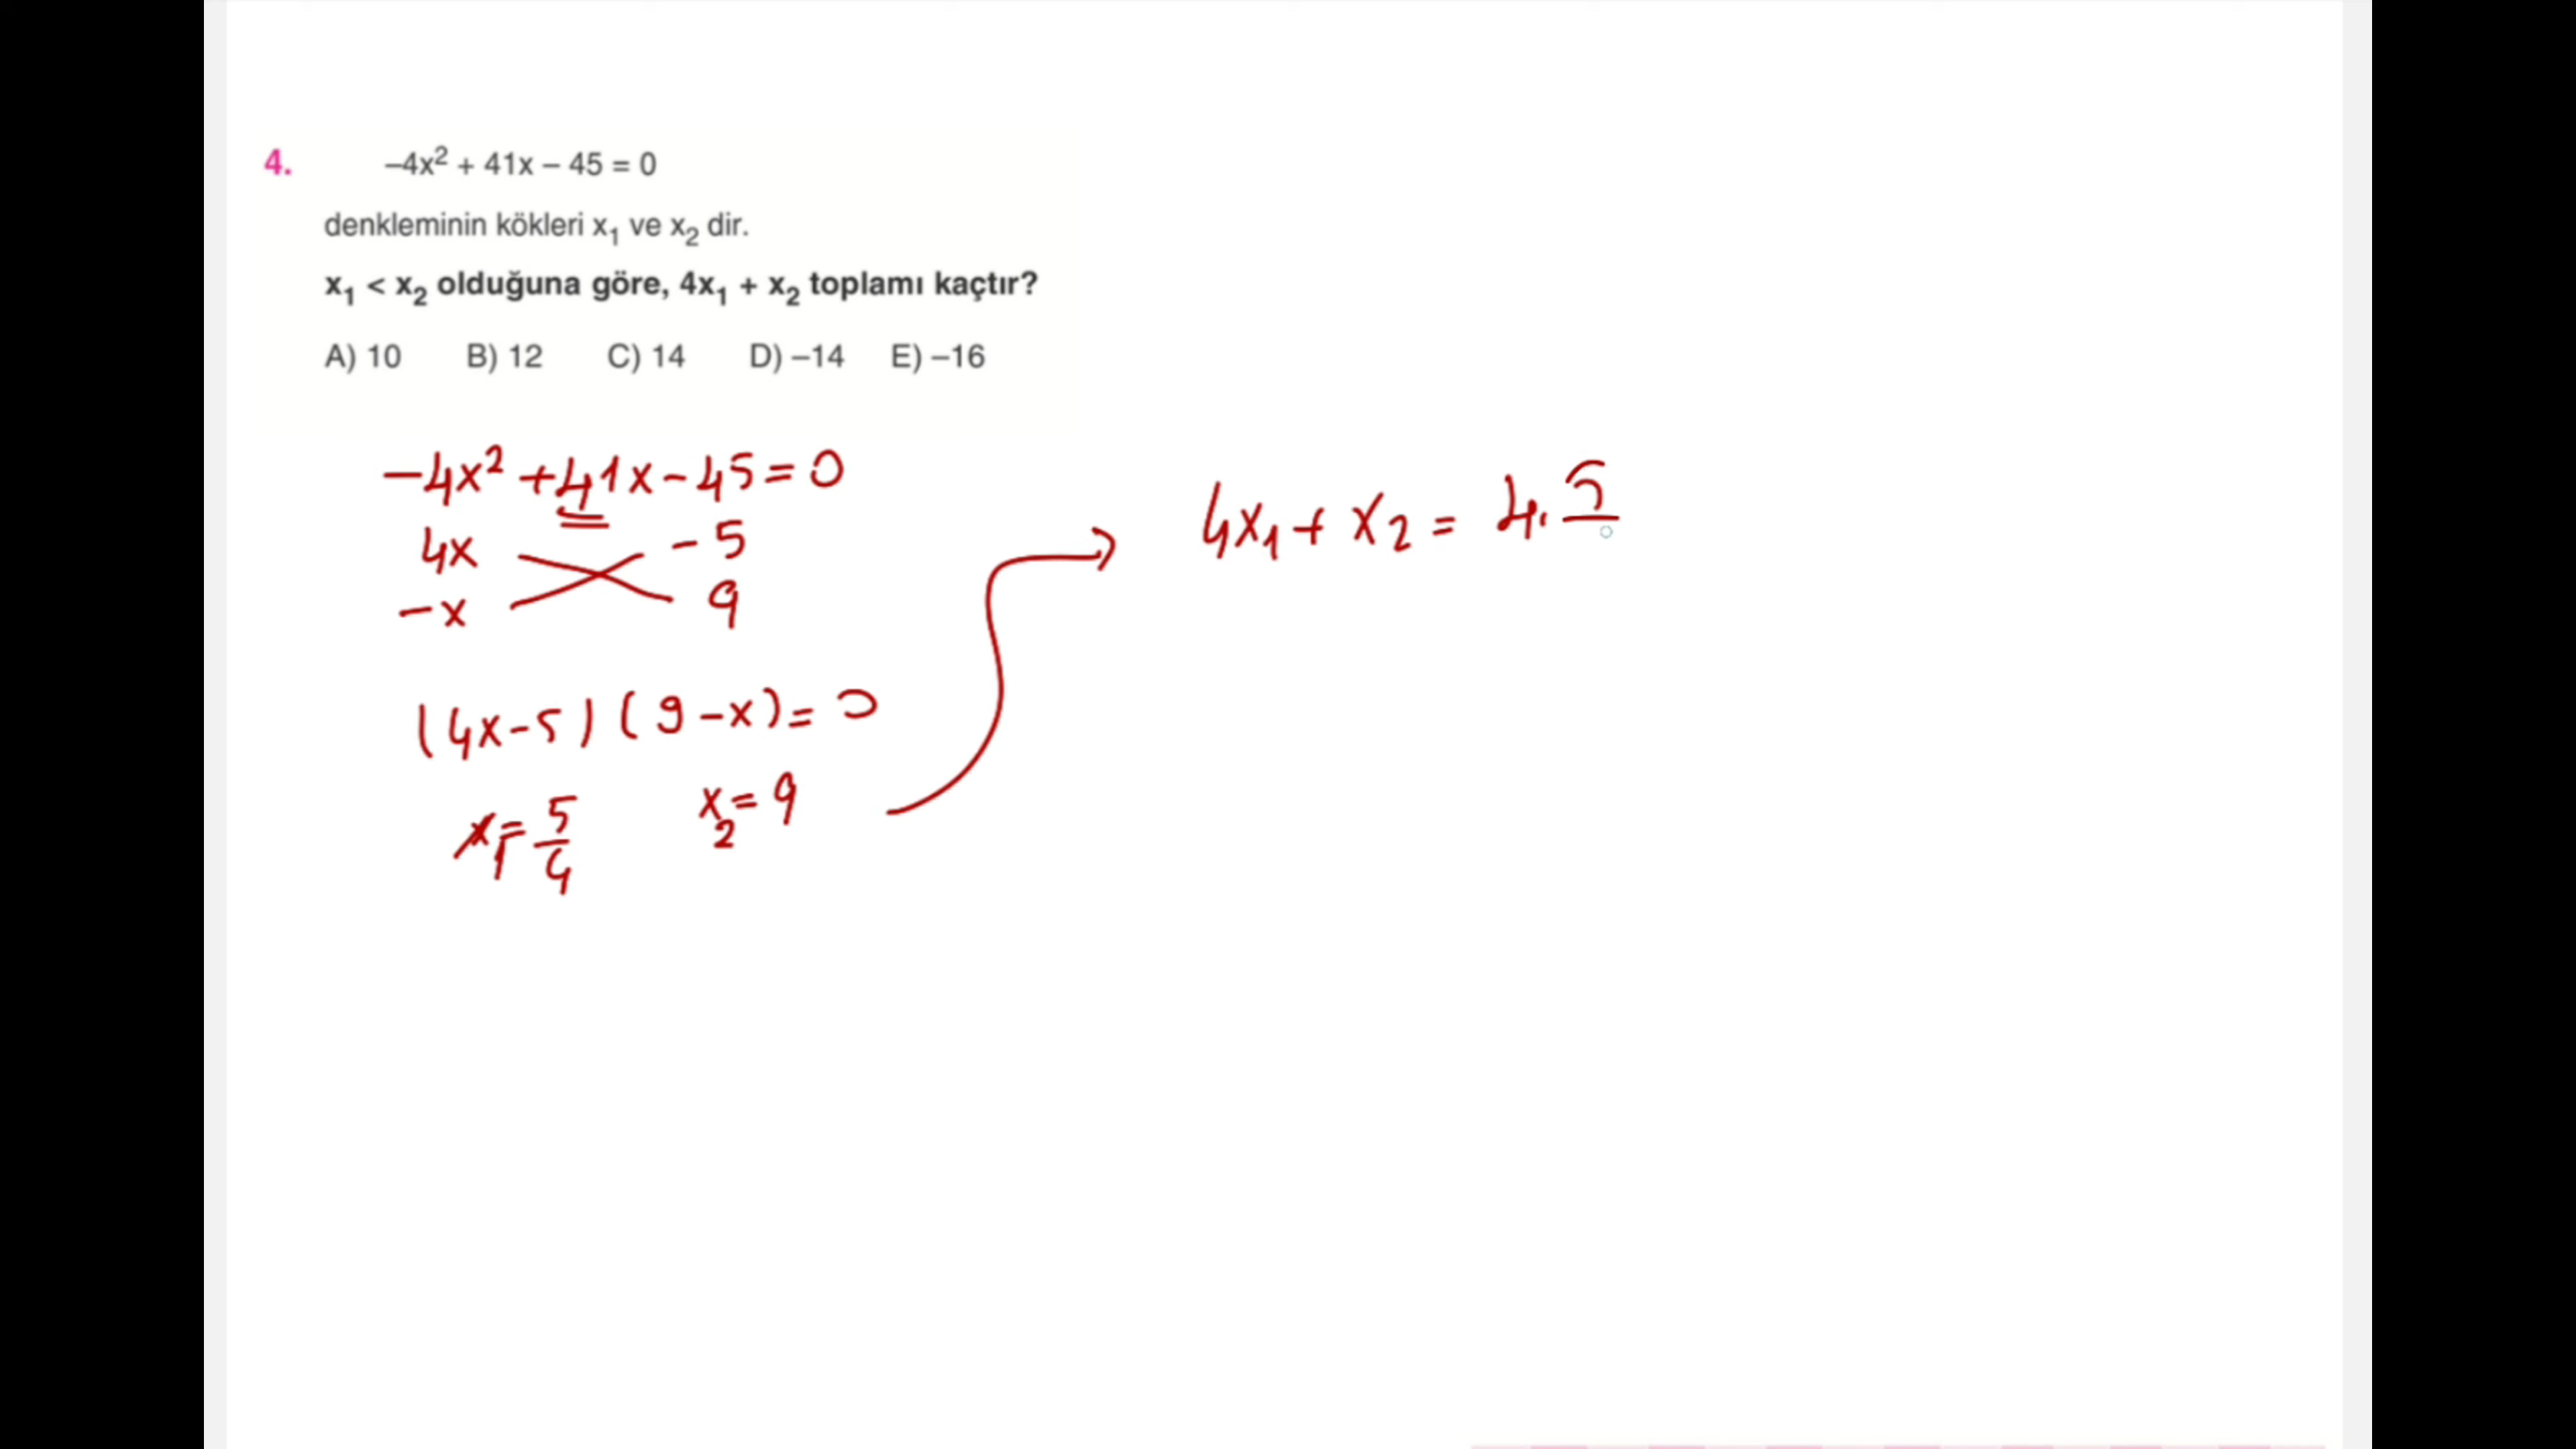 4. –4x² + 41x – 45 = 0
denkleminin kökleri x₁ ve x₂ dir.
x₁ < x₂ olduğuna göre, 4x₁ + x₂ toplamı kaçtır?
A) 10 B) 12 C) 14 D) –14 E) –16
-4x² + 41x - 45 = 0
4x - 5
-x 9
(4x-5) (9-x) = 0
x₁ = 5/4 x₂ = 9
4x₁ + x₂ = 4. 5